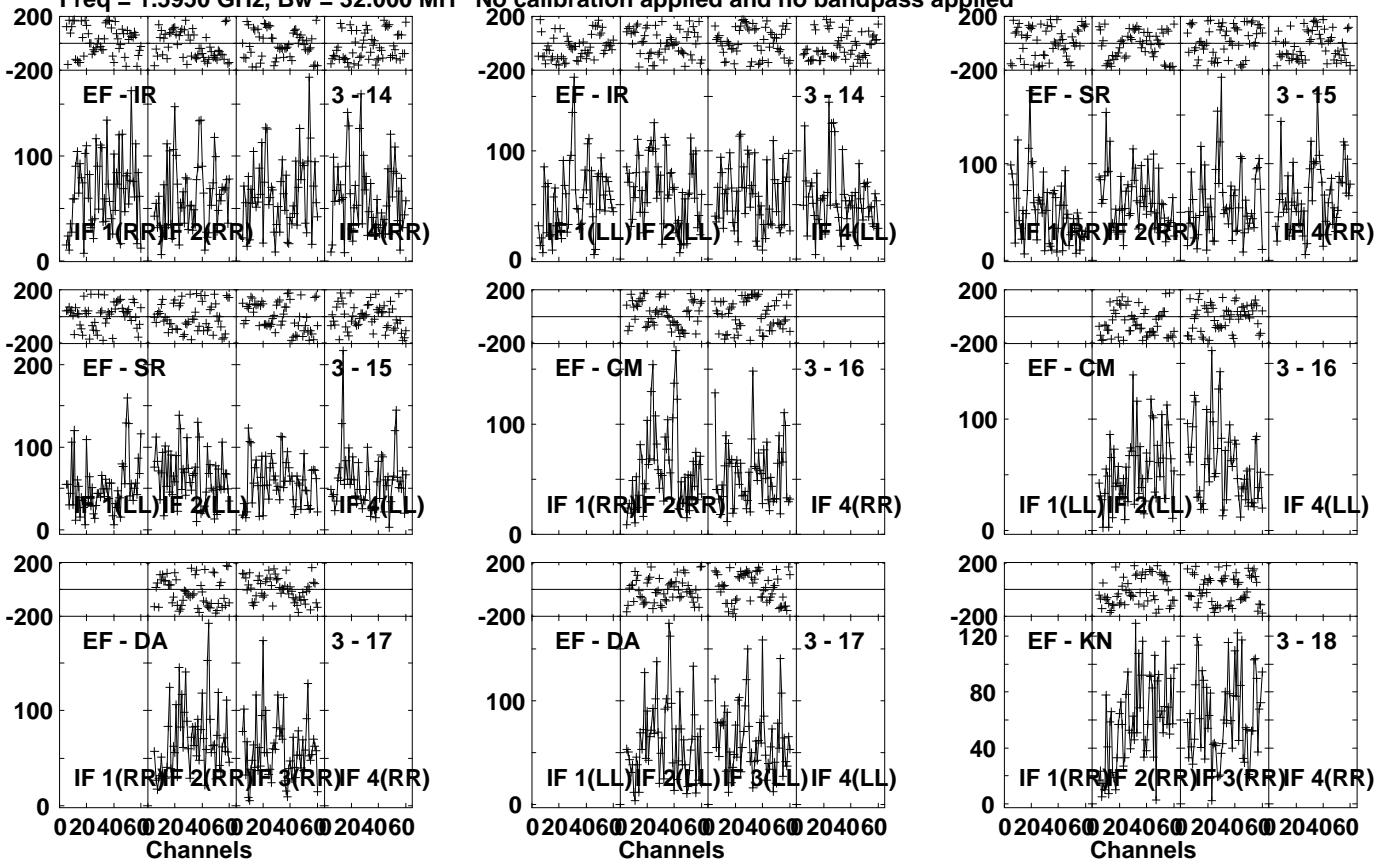 Freq = 1.5950 GHz, Bw = 32.000 MH No calibration applied and no bandpass applied
200 200 200
-200 -200 -200
EF - IR 3 - 14 EF - IR 3 - 14 EF - SR 3 - 15
100 100 100
IF 1(RR) IF 2(RR) IF 4(RR) IF 1(LL) IF 2(LL) IF 4(LL) IF 1(RR) IF 2(RR) IF 4(RR)
0 0 0
200 200 200
-200 -200 -200
200 EF - SR 3 - 15 EF - CM 3 - 16 EF - CM 3 - 16
100 100 100
IF 1(LL) IF 2(LL) IF 4(LL) IF 1(RR) IF 2(RR) IF 4(RR) IF 1(LL) IF 2(LL) IF 4(LL)
0 0 0
200 200 200
-200 -200 -200
EF - DA 3 - 17 EF - DA 3 - 17 120 EF - KN 3 - 18
100 100 80
40
IF 1(RR) IF 2(RR) IF 3(RR) IF 4(RR) IF 1(LL) IF 2(LL) IF 3(LL) IF 4(LL) IF 1(RR) IF 2(RR) IF 3(RR) IF 4(RR)
0 0 0
0 20 40 60 0 20 40 60 0 20 40 60 0 20 40 60 0 20 40 60 0 20 40 60 0 20 40 60 0 20 40 60 0 20 40 60 0 20 40 60 0 20 40 60 0 20 40 60
Channels Channels Channels